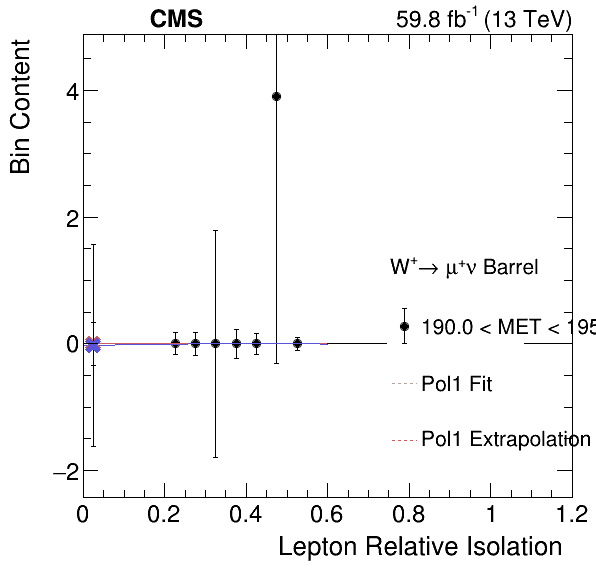 CMS
59.8 fb⁻¹ (13 TeV)
Bin Content
4
2
0
−2
W⁺→ μ⁺ν Barrel
190.0 < MET < 195
Pol1 Fit
Pol1 Extrapolation
0 0.2 0.4 0.6 0.8 1 1.2
Lepton Relative Isolation